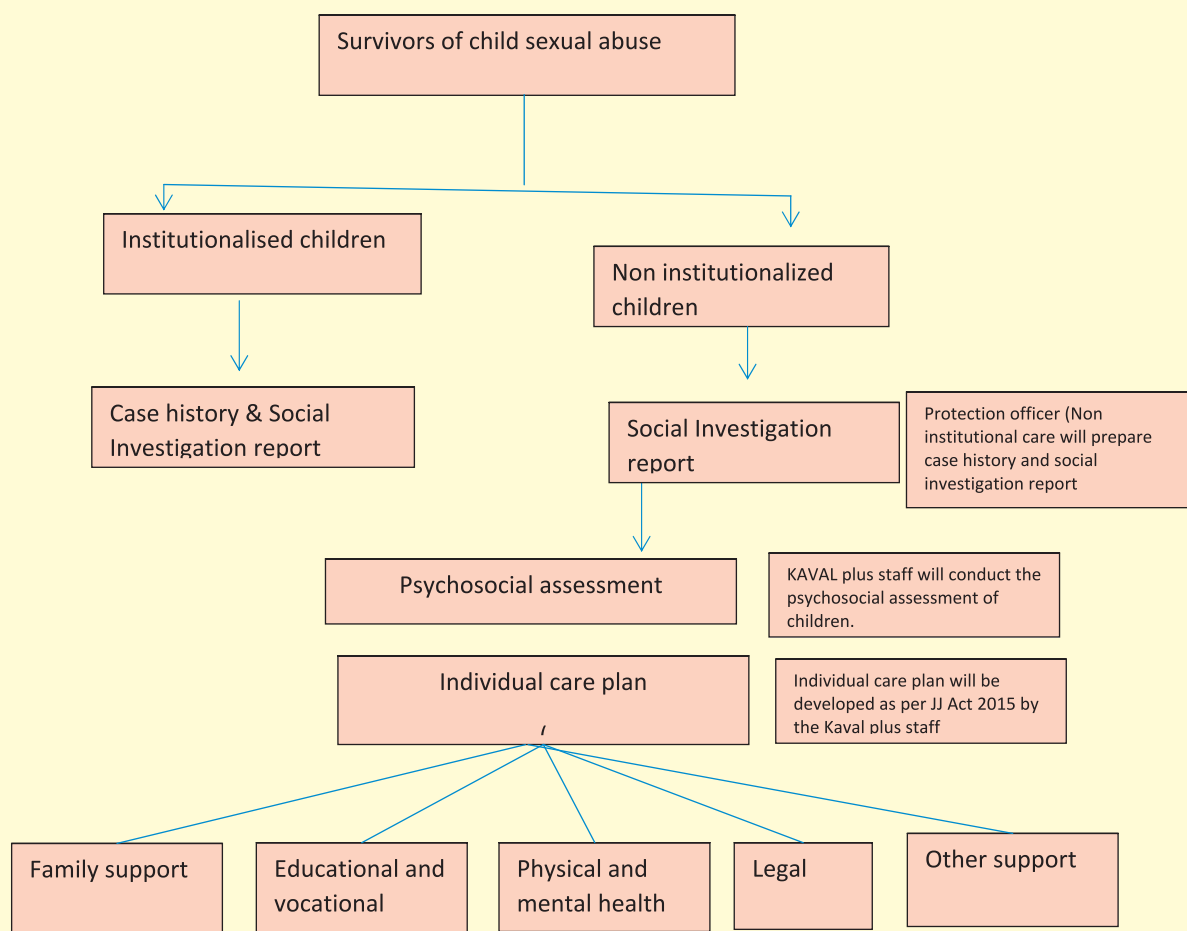 Survivors of child sexual abuse
Institutionalised children
Non institutionalized
children
Case history & Social
Investigation report
Social Investigation
report
Protection officer (Non
institutional care will prepare
case history and social
investigation report
Psychosocial assessment
KAVAL plus staff will conduct the
psychosocial assessment of
children.
Individual care plan
Individual care plan will be
developed as per JJ Act 2015 by
the Kaval plus staff
Family support
Educational and
vocational
Physical and
mental health
Legal
Other support